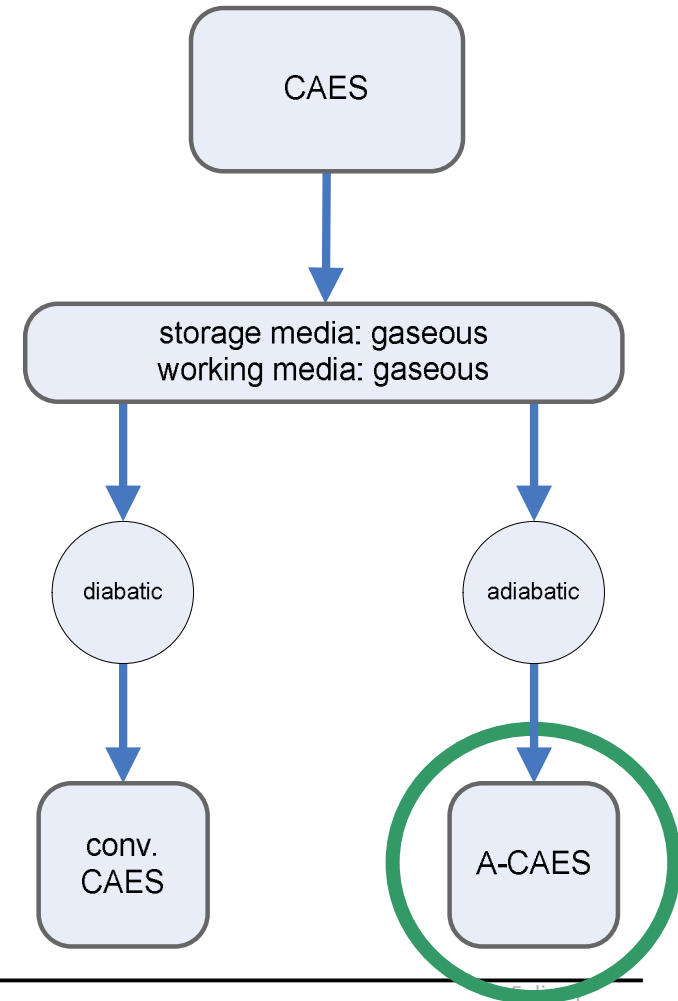 CAES
storage media: gaseous
working media: gaseous
diabatic
adiabatic
conv.
CAES
A-CAES